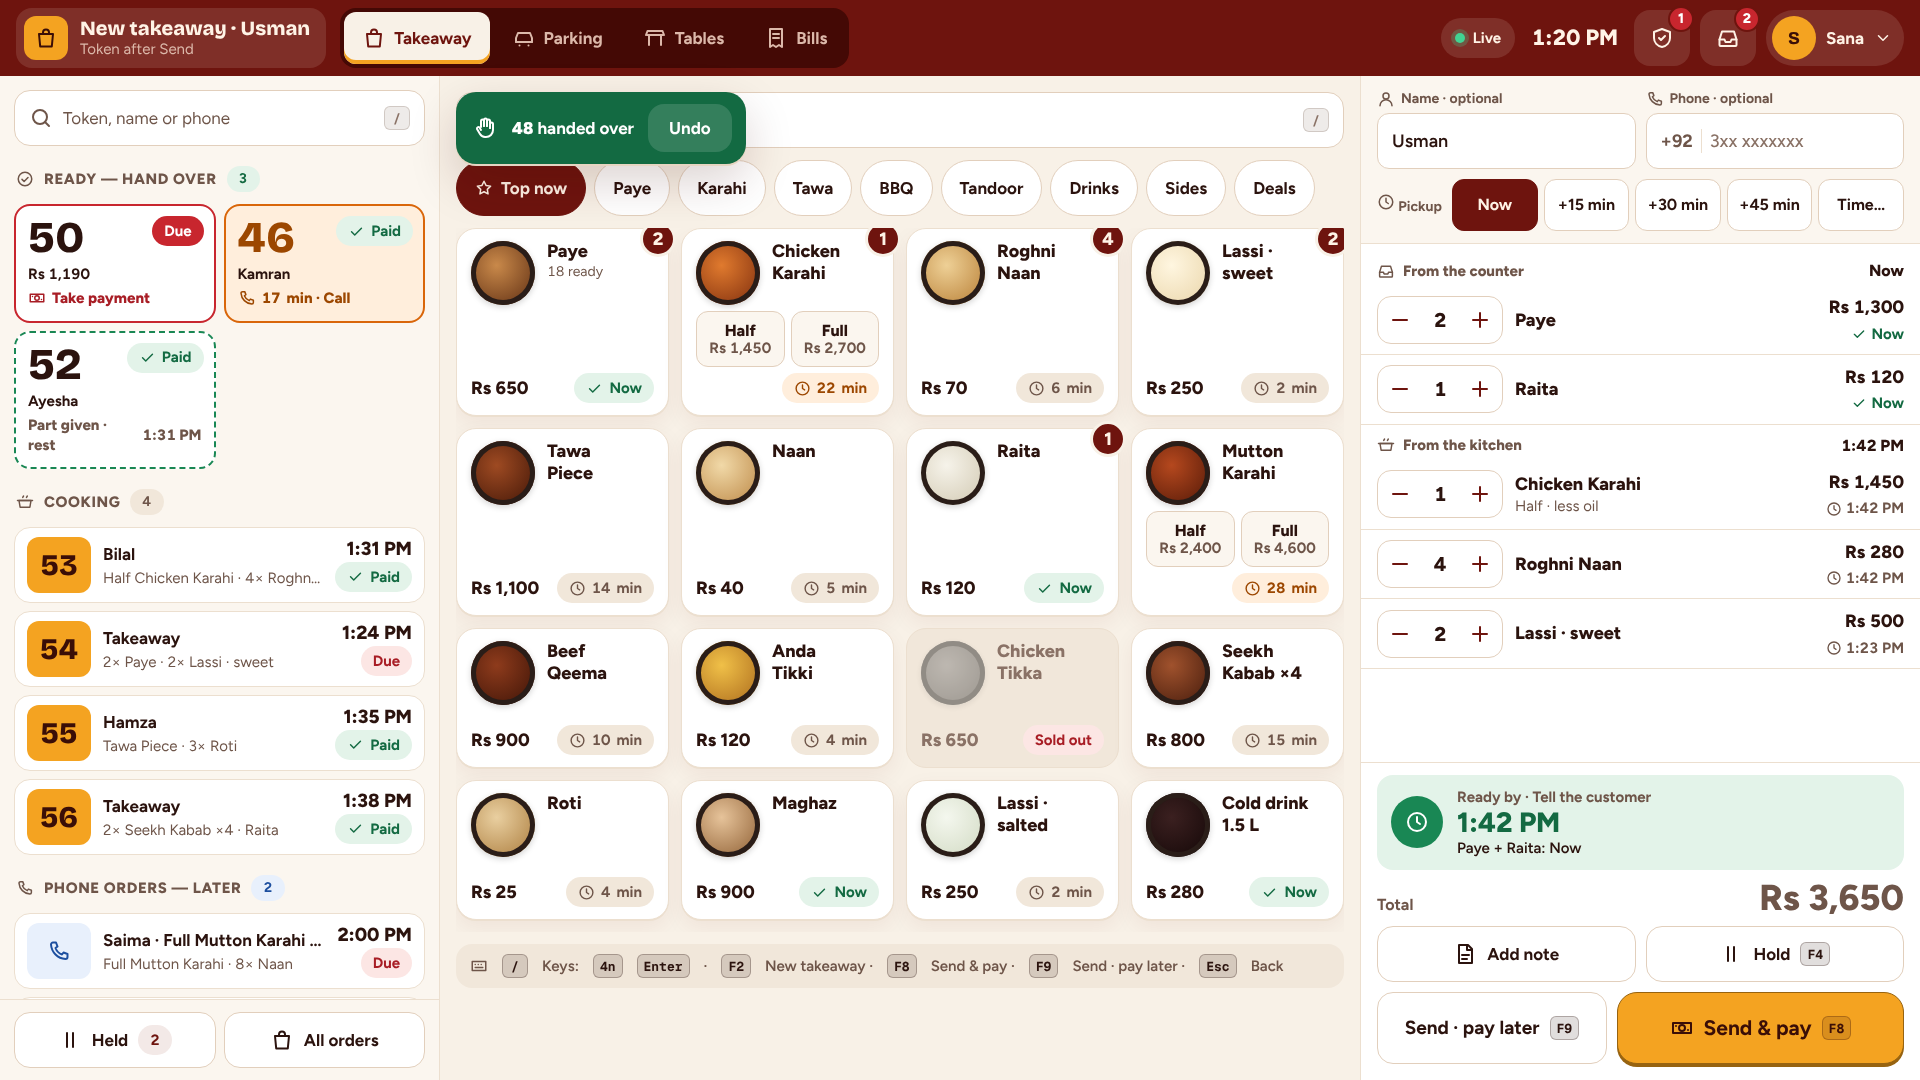 New takeaway · Usman
Token after Send
Takeaway
Parking
Tables
Bills
Live
1:20 PM
1
2
S
Sana
Token, name or phone
/
READY — HAND OVER 3
50
Due
Rs 1,190
Take payment
46
Paid
Kamran
17 min · Call
52
Paid
Ayesha
Part given · rest
1:31 PM
COOKING 4
53
Bilal
1:31 PM
Half Chicken Karahi · 4× Roghn...
Paid
54
Takeaway
1:24 PM
2× Paye · 2× Lassi · sweet
Due
55
Hamza
1:35 PM
Tawa Piece · 3× Roti
Paid
56
Takeaway
1:38 PM
2× Seekh Kabab ×4 · Raita
Paid
PHONE ORDERS — LATER 2
Saima · Full Mutton Karahi ...
2:00 PM
Full Mutton Karahi · 8× Naan
Due
Held 2
All orders
48 handed over
Undo
/
Top now
Paye
Karahi
Tawa
BBQ
Tandoor
Drinks
Sides
Deals
Paye
18 ready
2
Rs 650
Now
Chicken Karahi
1
Half
Rs 1,450
Full
Rs 2,700
22 min
Roghni Naan
4
Rs 70
6 min
Lassi · sweet
2
Rs 250
2 min
Tawa Piece
Rs 1,100
14 min
Naan
Rs 40
5 min
Raita
1
Rs 120
Now
Mutton Karahi
Half
Rs 2,400
Full
Rs 4,600
28 min
Beef Qeema
Rs 900
10 min
Anda Tikki
Rs 120
4 min
Chicken Tikka
Rs 650
Sold out
Seekh Kabab ×4
Rs 800
15 min
Roti
Rs 25
4 min
Maghaz
Rs 900
Now
Lassi · salted
Rs 250
2 min
Cold drink 1.5 L
Rs 280
Now
/ Keys: 4n Enter · F2 New takeaway · F8 Send & pay · F9 Send · pay later · Esc Back
Name · optional
Phone · optional
Usman
+92 3xx xxxxxxx
Pickup
Now
+15 min
+30 min
+45 min
Time...
From the counter
Now
2
Paye
Rs 1,300
Now
1
Raita
Rs 120
Now
From the kitchen
1:42 PM
1
Chicken Karahi
Half · less oil
Rs 1,450
1:42 PM
4
Roghni Naan
Rs 280
1:42 PM
2
Lassi · sweet
Rs 500
1:23 PM
Ready by · Tell the customer
1:42 PM
Paye + Raita: Now
Total
Rs 3,650
Add note
Hold F4
Send · pay later F9
Send & pay F8